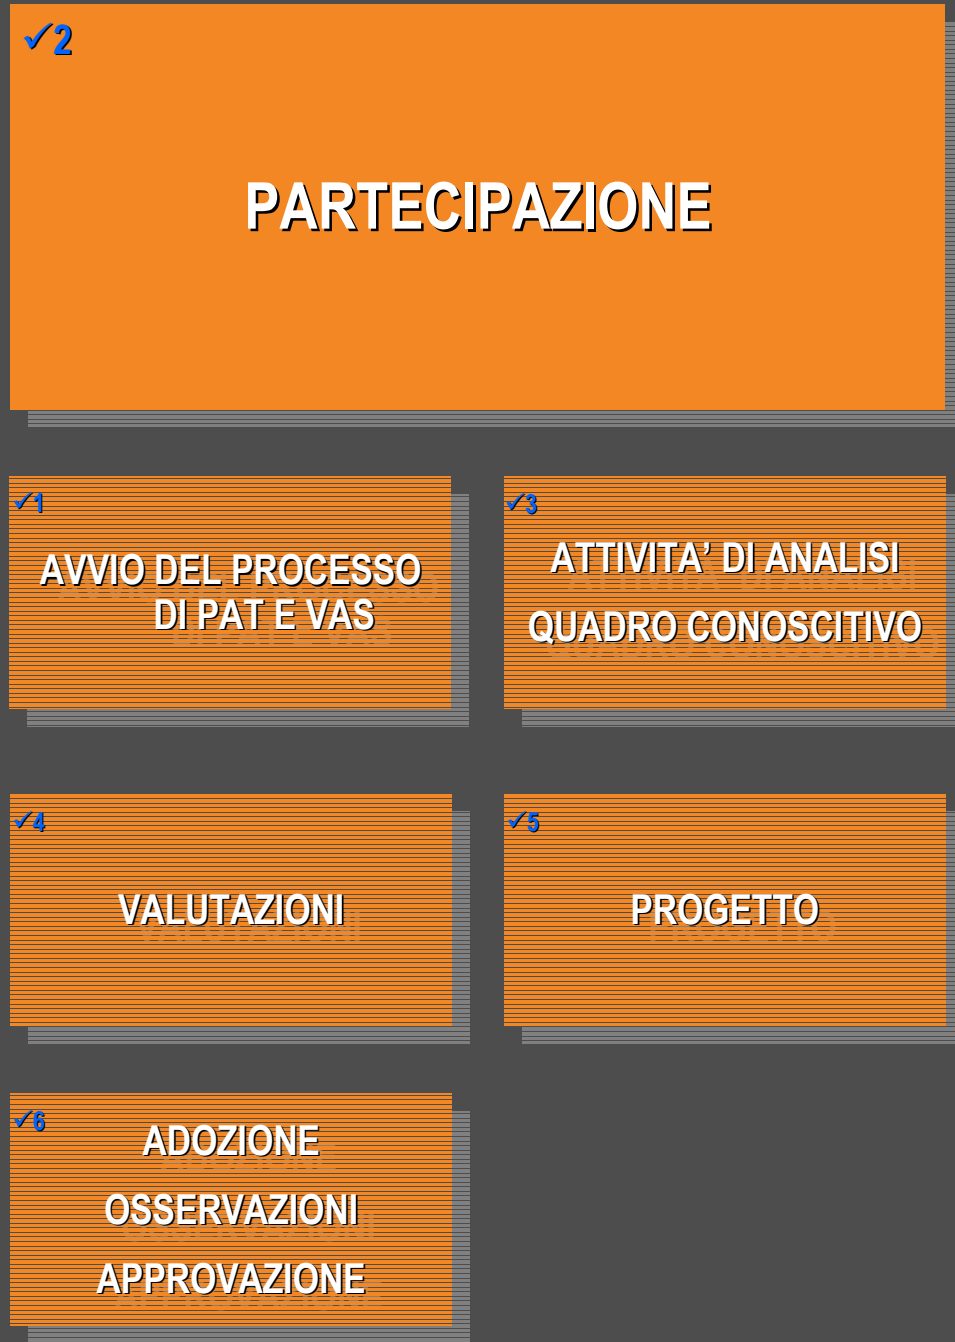 ✓2
PARTECIPAZIONE
✓1
AVVIO DEL PROCESSO
DI PAT E VAS
✓3
ATTIVITA’ DI ANALISI
QUADRO CONOSCITIVO
✓4
VALUTAZIONI
✓5
PROGETTO
✓6
ADOZIONE
OSSERVAZIONI
APPROVAZIONE